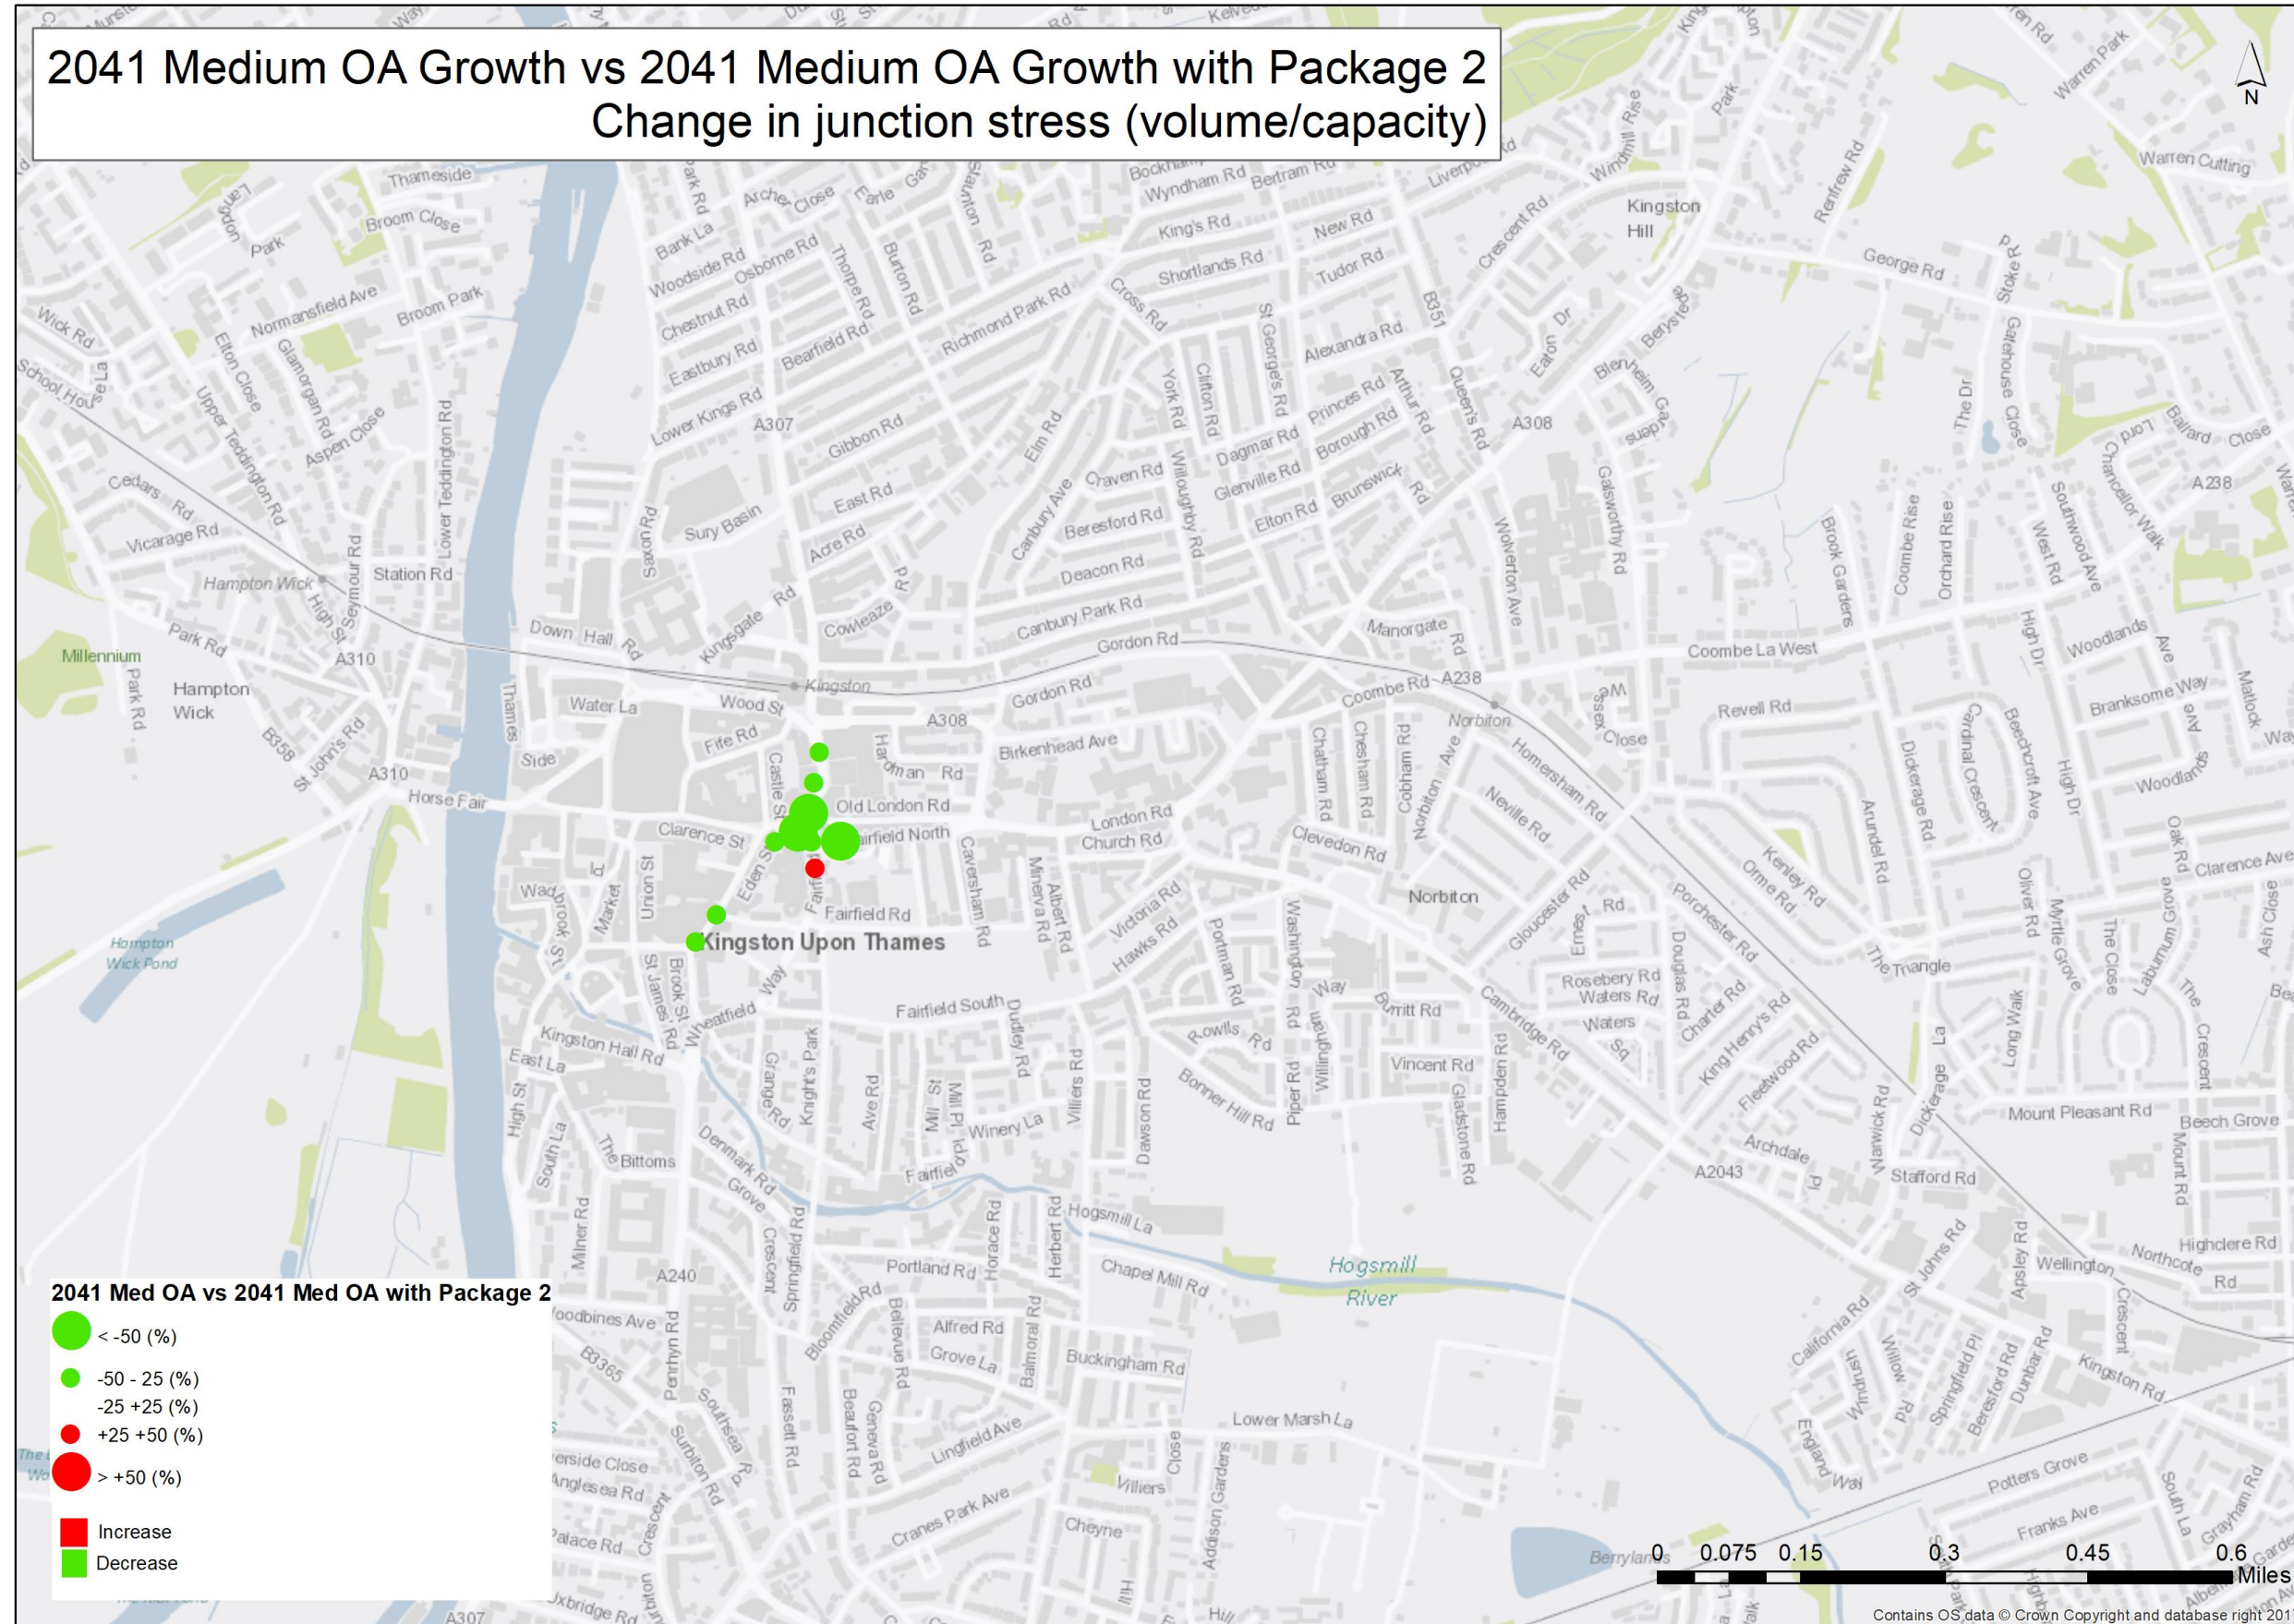 2041 Medium OA Growth vs 2041 Medium OA Growth with Package 2
Change in junction stress (volume/capacity)
N
Thameside
Broom Close
Park
Broom Park
Normansfield Ave
Wick Rd
Elton Close
Glamorgan Rd
Aspen Close
Upper Teddington Rd
Lower Teddington Rd
Cedars Rd
Vicarage Rd
Hampton Wick
Seymour Rd
Station Rd
High St
Park Rd
A310
Millennium
Park Rd
Hampton
Wick
B358
St John's Rd
A310
Horse Fair
Hampton
Wick Pond
Park Rd
Archer Close
Earle
Bank La
Woodside Rd
Osborne Rd
Chestnut Rd
Thorpe Rd
Burton Rd
Eastbury Rd
Bearfield Rd
Richmond Park Rd
Lower Kings Rd
A307
Gibbon Rd
Elm Rd
East Rd
Sury Basin
Saxon Rd
Acre Rd
Canbury Ave
Down Hall Rd
Kingsgate Rd
Cowleaze Rd
Canbury Park Rd
Gordon Rd
Kingston
Thames
Side
Water La
Wood St
A308
Gordon Rd
Fife Rd
Castle St
Hardman Rd
Birkenhead Ave
Old London Rd
Clarence St
Eden St
London Rd
Church Rd
Union St
Market Pl
Wadbrook St
Fairfield Rd
Caversham Rd
Minerva Rd
Albert Rd
Kingston Upon Thames
Victoria Rd
Hawks Rd
St James Rd
Brook St
Wheatfield Way
Fairfield South
Dudley Rd
Kingston Hall Rd
East La
High St
South La
The Bittoms
Grange Rd
Knight's Park
Ave Rd
Mill St
Mill Pl
Winery La
Villiers Rd
Dawson Rd
Denmark Rd
Grove
Crescent
Springfield Rd
Milner Rd
A240
Portland Rd
Horace Rd
Herbert Rd
Hogsmill La
Chapel Mill Rd
Hogsmill
River
Penrhyn Rd
B3365
Bloomfield Rd
Bellevue Rd
Alfred Rd
Grove La
Balmoral Rd
Buckingham Rd
Southsea Rd
Surbiton Rd
Fassett Rd
Beaufort Rd
Geneva Rd
Lingfield Ave
Lower Marsh La
Cranes Park Ave
Villiers
Close
Cheyne
Hill
Addison Gardens
Anglesea Rd
Crescent
A307
Wyndham Rd
Bertram Rd
King's Rd
New Rd
Shortlands Rd
Tudor Rd
Cross Rd
St George's Rd
Alexandra Rd
B351
Crescent Rd
Windmill Rise
Park
Kingston
Hill
York Rd
Clifton Rd
Princes Rd
Arthur Rd
Queen's Rd
Dagmar Rd
Borough Rd
Glenville Rd
Craven Rd
Willoughby Rd
Brunswick Rd
Elton Rd
Beresford Rd
Deacon Rd
Eaton Dr
A308
Blenheim Gardens
Galsworthy Rd
Wolverton Ave
Manorgate Rd
Coombe Rd
A238
Norbiton
Wessex
Close
Coombe La West
Revell Rd
Renfrew Rd
George Rd
Stoke Rd
Gatehouse Close
The Dr
Warren Park
Warren Cutting
Ballard Close
Lord Chancellor Walk
A238
Southwood Ave
West Rd
Coombe Rise
Orchard Rise
Brook Gardens
High Dr
Woodlands Ave
Branksome Way
Matlock
Way
Cardinal Crescent
Beechcroft Ave
Dickerage Rd
High Dr
Woodlands Ave
Arundel Rd
Oak Rd
Clarence Ave
Chatham Rd
Chesham Rd
Cobham Rd
Norbiton Ave
Homersham Rd
Neville Rd
Clevedon Rd
Norbiton
Kenley Rd
Orme Rd
Gloucester Rd
Porchester Rd
Ernest Rd
Portman Rd
Washington Rd
Willingham Way
Burritt Rd
Rosebery Rd
Waters Rd
Waters Sq
Douglas Rd
Charter Rd
King Henry's Rd
Fleetwood Rd
Cambridge Rd
Rowlls Rd
Bonner Hill Rd
Piper Rd
Vincent Rd
Gladstone Rd
Hampden Rd
The Triangle
Olivier Rd
Myrtle Grove
The Close
Laburnum Grove
The Crescent
Ash Close
Long Walk
Dickerage La
Warwick Rd
Mount Pleasant Rd
Beech Grove
Mount Rd
Archdale Pl
A2043
Stafford Rd
St Johns Rd
Apsley Rd
Wellington Crescent
Northcote Rd
Highclere Rd
California Rd
Willow Rd
Windrush
Springfield Pl
Beresford Rd
Dunbar Rd
Kingston Rd
England Way
Potters Grove
Franks Ave
South La
Grayham Rd
Berrylands
2041 Med OA vs 2041 Med OA with Package 2
< -50 (%)
-50 - 25 (%)
-25 +25 (%)
+25 +50 (%)
> +50 (%)
Increase
Decrease
0 0.075 0.15 0.3 0.45 0.6
Miles
Contains OS data © Crown Copyright and database right 201